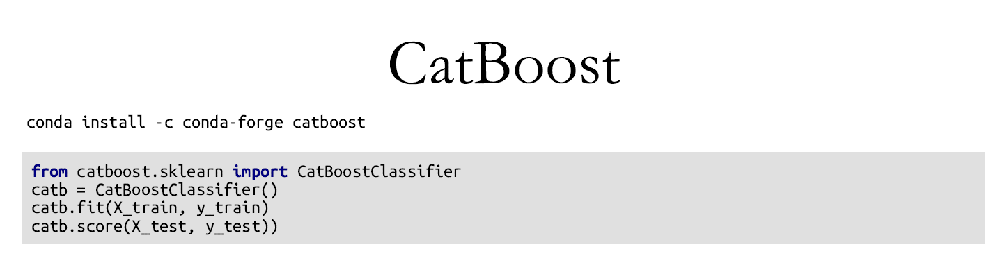 CatBoost
conda install -c conda-forge catboost
from catboost.sklearn import CatBoostClassifier
catb = CatBoostClassifier()
catb.fit(X_train, y_train)
catb.score(X_test, y_test))